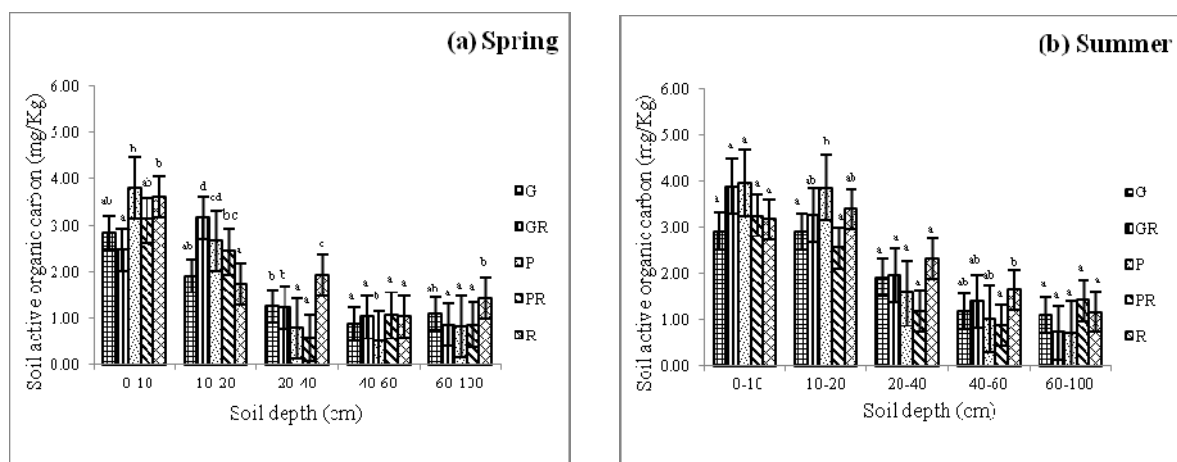 (a) Spring
Soil active organic carbon (mg/Kg)
6.00
5.00
4.00
3.00
2.00
1.00
0.00
ab a b ab b
ab d cd bc a
b b a a c
a a b a a
ab a a a b
0 10 10 20 20 40 40 60 60 100
Soil depth (cm)
G
GR
P
PR
R
(b) Summer
Soil active organic carbon (mg/Kg)
6.00
5.00
4.00
3.00
2.00
1.00
0.00
a a a a a
a ab b a ab
a a a a a
a ab ab a b
a a a a a
0-10 10-20 20-40 40-60 60-100
Soil depth (cm)
G
GR
P
PR
R